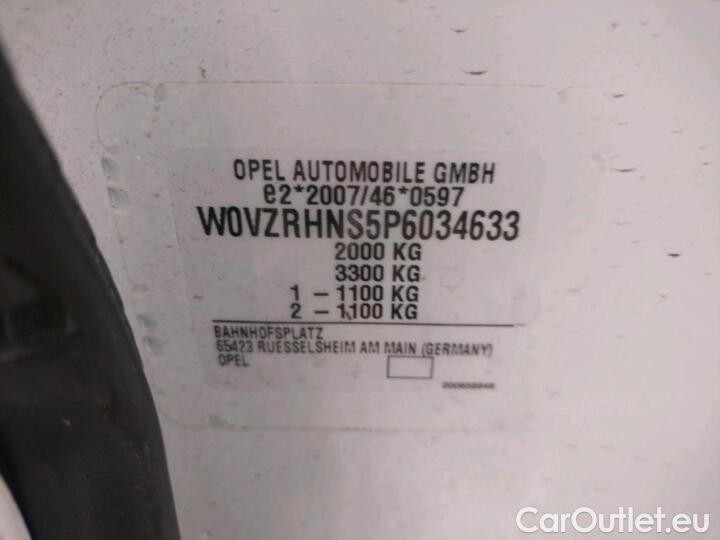 OPEL AUTOMOBILE GMBH
e2*2007/46*0597
W0VZRHNS5P6034633
2000 KG
3300 KG
1 - 1100 KG
2 - 1100 KG
BAHNHOFSPLATZ
65423 RUESSELSHEIM AM MAIN (GERMANY)
OPEL
CarOutlet.eu